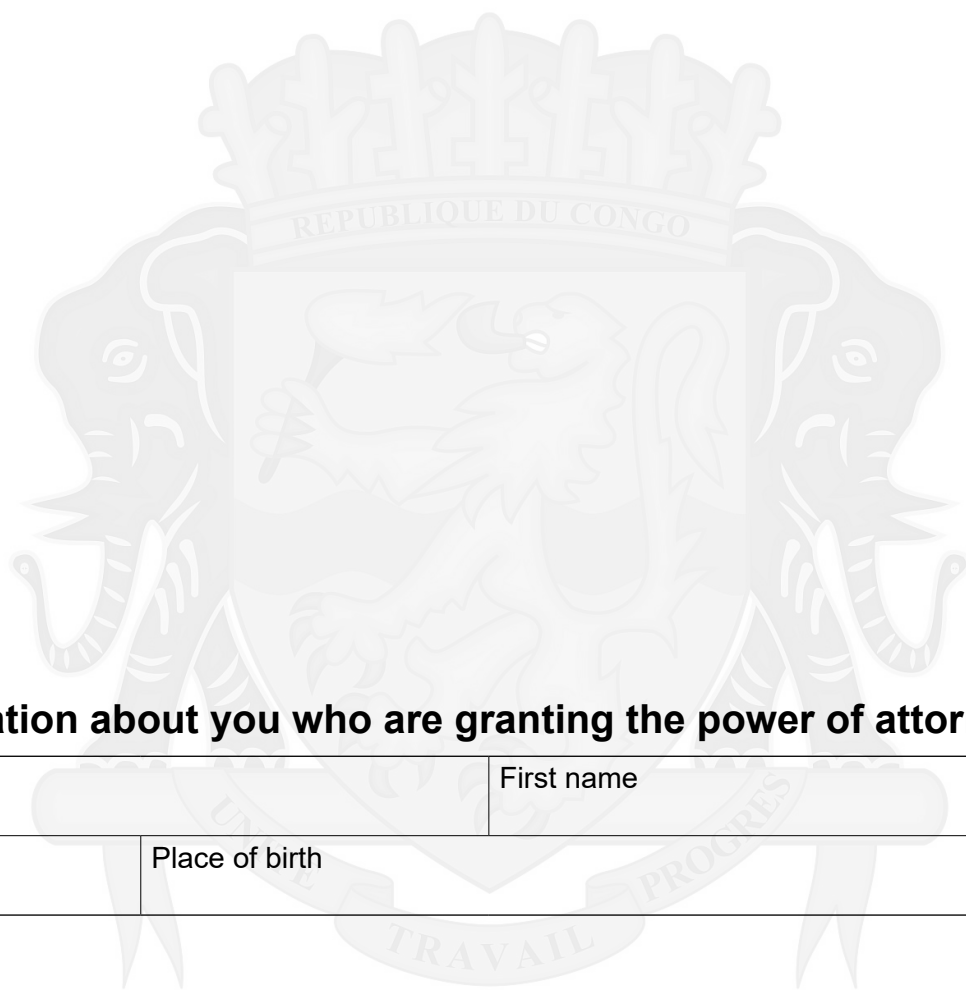 REPUBLIQUE DU CONGO
ation about you who are granting the power of attor
First name
Place of birth
UNITE TRAVAIL PROGRES